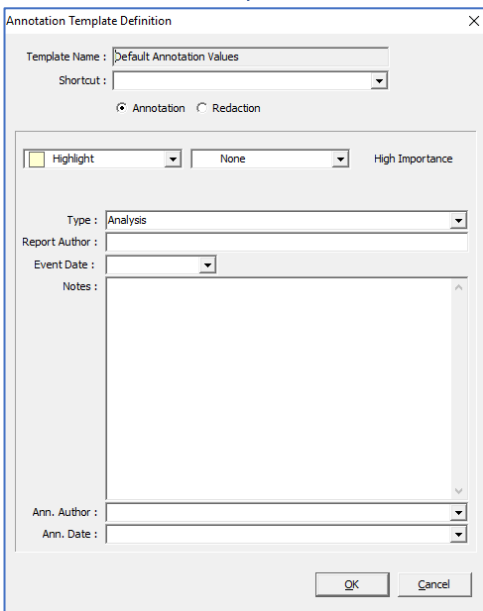 Annotation Template Definition
Template Name : Default Annotation Values
Shortcut :
Annotation Redaction
Highlight None High Importance
Type : Analysis
Report Author :
Event Date :
Notes :
Ann. Author :
Ann. Date :
OK Cancel